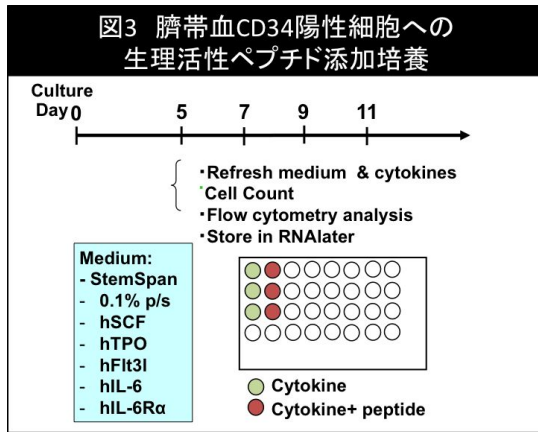 図3 臍帯血CD34陽性細胞への
生理活性ペプチド添加培養
Culture
Day 0 5 7 9 11
・Refresh medium & cytokines
・Cell Count
・Flow cytometry analysis
・Store in RNAlater
Medium:
- StemSpan
- 0.1% p/s
- hSCF
- hTPO
- hFlt3l
- hIL-6
- hIL-6Rα
Cytokine
Cytokine+ peptide